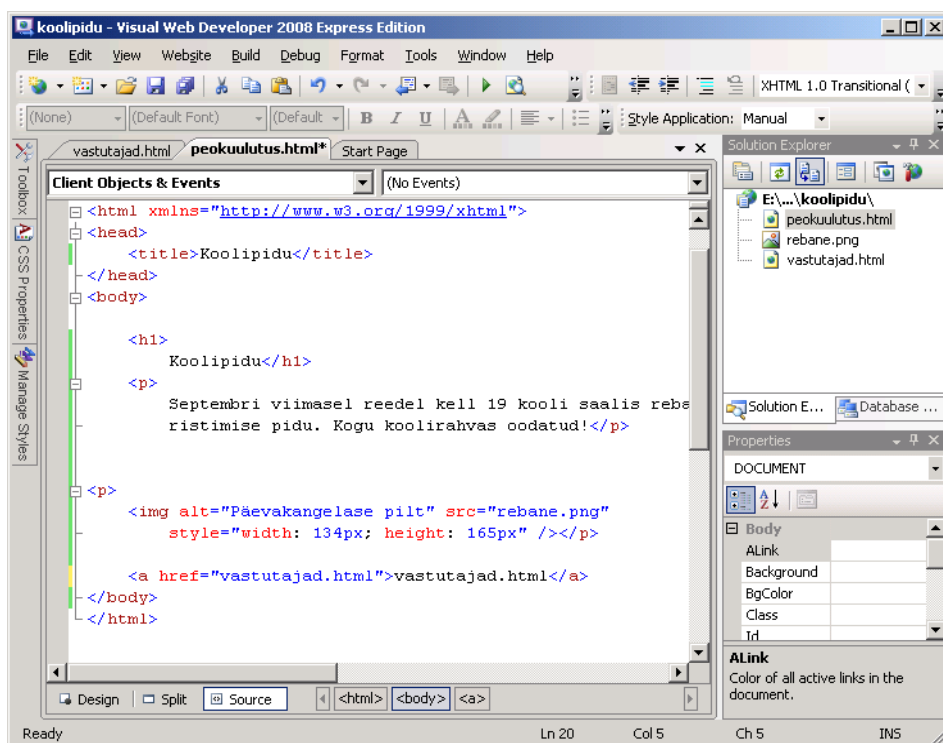 koolipidu - Visual Web Developer 2008 Express Edition
File Edit View Website Build Debug Format Tools Window Help
XHTML 1.0 Transitional (
(None) (Default Font) (Default B I U Style Application: Manual
vastutajad.html peokuulutus.html* Start Page
Client Objects & Events (No Events)
<html xmlns="http://www.w3.org/1999/xhtml">
<head>
<title>Koolipidu</title>
</head>
<body>
<h1>
Koolipidu</h1>
<p>
Septembri viimasel reedel kell 19 kooli saalis reba
ristimise pidu. Kogu koolirahvas oodatud!</p>
<p>
<img alt="Päevakangelase pilt" src="rebane.png"
style="width: 134px; height: 165px" /></p>
<a href="vastutajad.html">vastutajad.html</a>
</body>
</html>
Design Split Source <html> <body> <a>
Toolbox
CSS Properties
Manage Styles
Solution Explorer
E:\...\koolipidu\
peokuulutus.html
rebane.png
vastutajad.html
Solution E... Database ...
Properties
DOCUMENT
Body
ALink
Background
BgColor
Class
Id
ALink
Color of all active links in the
document.
Ready Ln 20 Col 5 Ch 5 INS